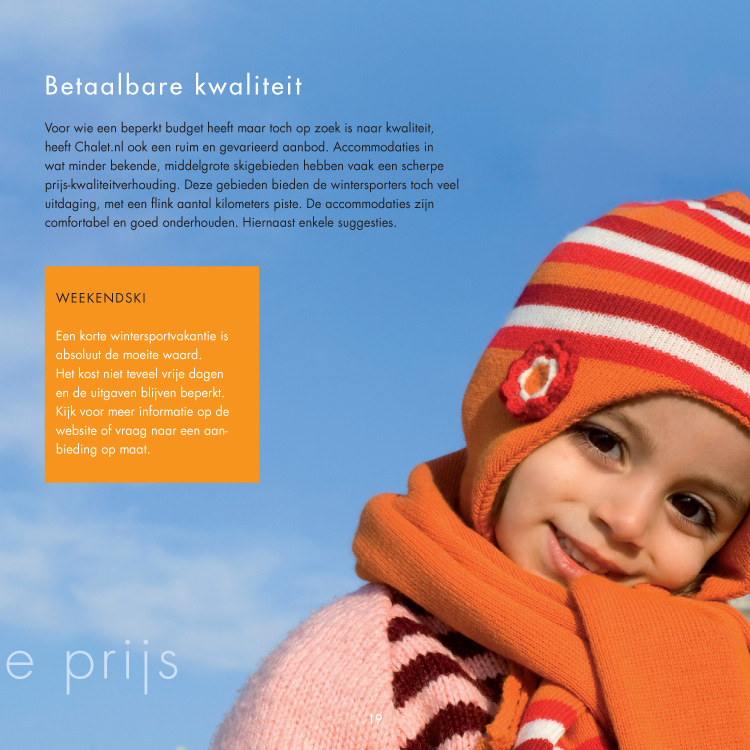 Betaalbare kwaliteit
Voor wie een beperkt budget heeft maar toch op zoek is naar kwaliteit,
heeft Chalet.nl ook een ruim en gevarieerd aanbod. Accommodaties in
wat minder bekende, middelgrote skigebieden hebben vaak een scherpe
prijs-kwaliteitverhouding. Deze gebieden bieden de wintersporters toch veel
uitdaging, met een flink aantal kilometers piste. De accommodaties zijn
comfortabel en goed onderhouden. Hiernaast enkele suggesties.
WEEKENDSKI
Een korte wintersportvakantie is
absoluut de moeite waard.
Het kost niet teveel vrije dagen
en de uitgaven blijven beperkt.
Kijk voor meer informatie op de
website of vraag naar een aan-
bieding op maat.
e prijs
19